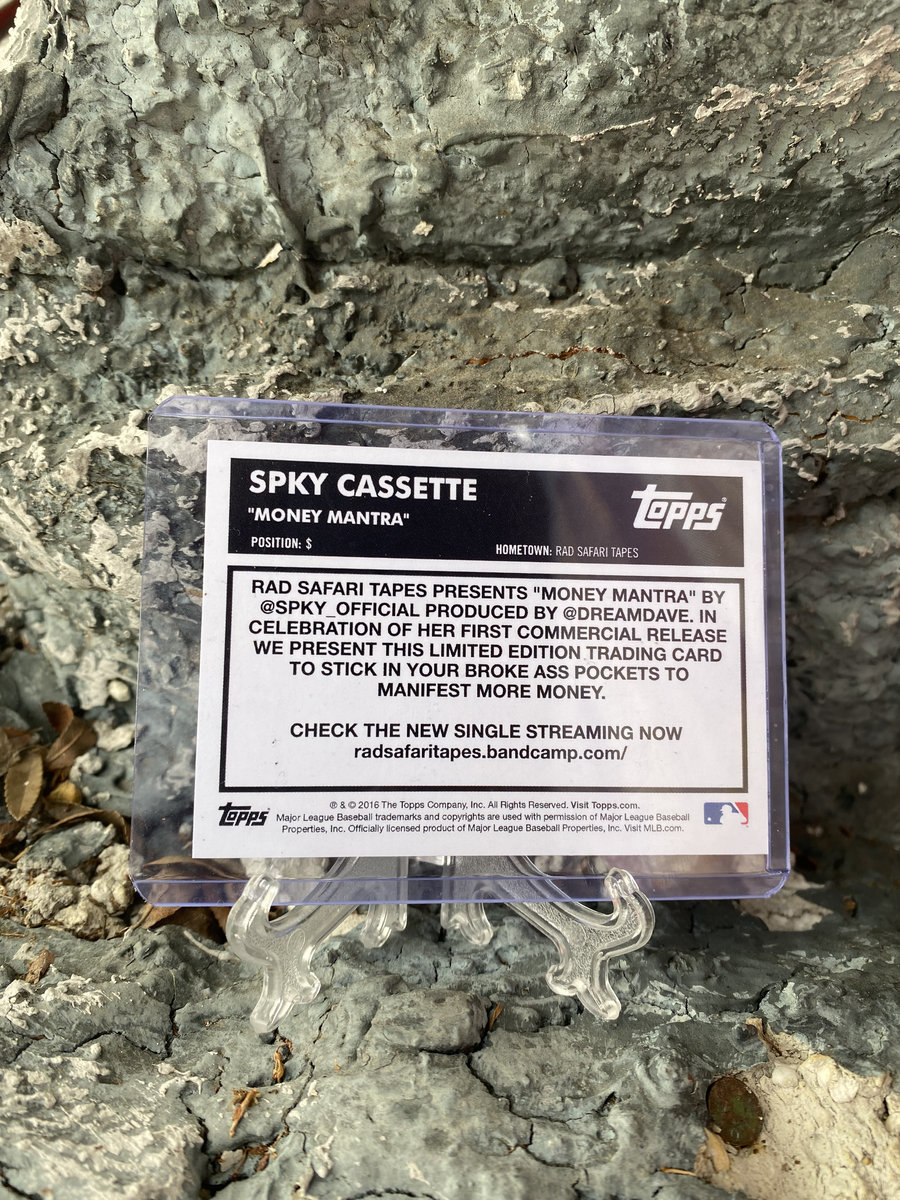 SPKY CASSETTE
"MONEY MANTRA"
POSITION: $
HOMETOWN: RAD SAFARI TAPES
Topps®
RAD SAFARI TAPES PRESENTS "MONEY MANTRA" BY
@SPKY_OFFICIAL PRODUCED BY @DREAMDAVE. IN
CELEBRATION OF HER FIRST COMMERCIAL RELEASE
WE PRESENT THIS LIMITED EDITION TRADING CARD
TO STICK IN YOUR BROKE ASS POCKETS TO
MANIFEST MORE MONEY.
CHECK THE NEW SINGLE STREAMING NOW
radsafaritapes.bandcamp.com/
Topps
® & © 2016 The Topps Company, Inc. All Rights Reserved. Visit Topps.com.
Major League Baseball trademarks and copyrights are used with permission of Major League Baseball
Properties, Inc. Officially licensed product of Major League Baseball Properties, Inc. Visit MLB.com.